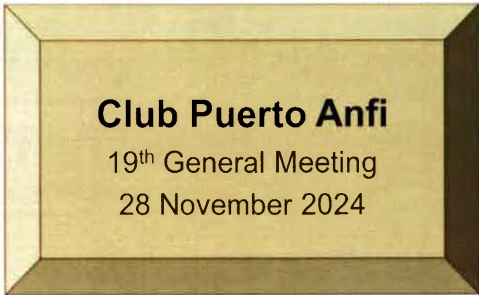 Club Puerto Anfi
19th General Meeting
28 November 2024